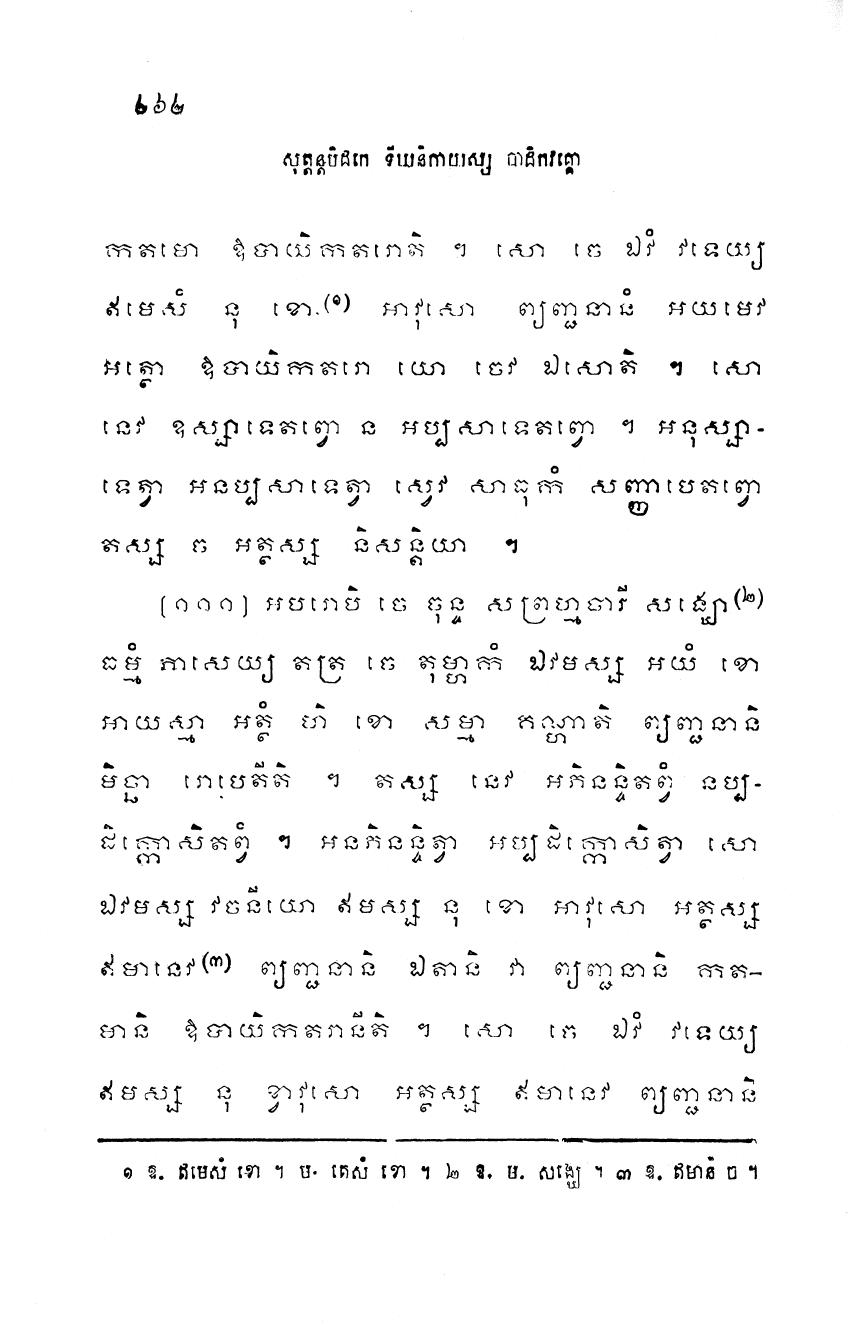 ២៦២
សុត្តន្តបិដកេ ទីឃនិកាយស្ស បាដិកវគ្គោ
កតមោ ឱបាយិកតរោតិ ។ សោ ចេ ឯវំ វទេយ្យ
ឥមេសំ នុ ខោ (១) អាវុសោ ព្យញ្ជនានំ អយមេវ
អត្ថោ ឱបាយិកតរោ យោ ចេវ ឯសោតិ ។ សោ
នេវ ឧស្សាទេតព្វោ ន អប្បសាទេតព្វោ ។ អនុស្សា-
ទេត្វា អនប្បសាទេត្វា ស្វេវ សាធុកំ សញ្ញាបេតព្វោ
តស្ស ច អត្ថស្ស និសន្តិយា ។
[១១១] អបរោបិ ចេ ចុន្ទ សព្រហ្មចារី សង្ឃោ (២)
ធម្មំ ភាសេយ្យ តត្រ ចេ តុម្ហាកំ ឯវមស្ស អយំ ខោ
អាយស្មា អត្ថំ ហិ ខោ សម្មា គណ្ហាតិ ព្យញ្ជនានិ
មិច្ឆា រោបេតីតិ ។ តស្ស នេវ អភិនន្ទិតព្វំ នប្ប-
ដិក្កោសិតព្វំ ។ អនភិនន្ទិត្វា អប្បដិក្កោសិត្វា សោ
ឯវមស្ស វចនីយោ ឥមស្ស នុ ខោ អាវុសោ អត្ថស្ស
ឥមានេវ (៣) ព្យញ្ជនានិ ឯតានិ វា ព្យញ្ជនានិ កត-
មានិ ឱបាយិកតរានីតិ ។ សោ ចេ ឯវំ វទេយ្យ
ឥមស្ស នុ ខ្វាវុសោ អត្ថស្ស ឥមានេវ ព្យញ្ជនានិ
១ ឱ. ឥមេសំ ខោ ។ ម. តេសំ ខោ ។ ២ ឱ. ម. សង្ឃេ ។ ៣ ឱ. ឥមានិ ច ។